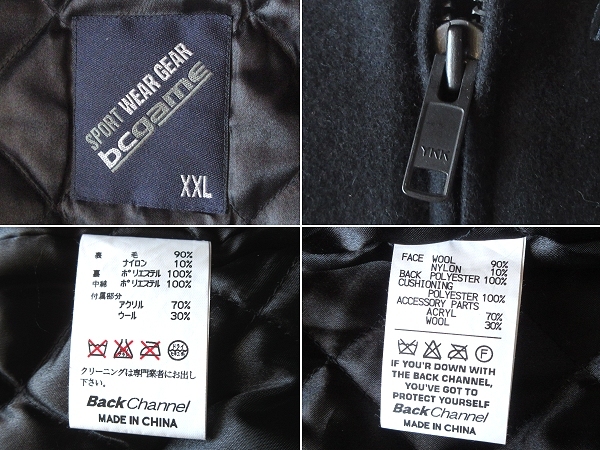 SPORT WEAR GEAR
bcgame
XXL
YKK
表 毛 90%
ナイロン 10%
裏 ポリエステル 100%
中綿 ポリエステル 100%
付属部分
アクリル 70%
ウール 30%
クリーニングは専門業者にお出し
下さい。
BackChannel
MADE IN CHINA
FACE WOOL 90%
NYLON 10%
BACK POLYESTER 100%
CUSHIONING
POLYESTER 100%
ACCESSORY PARTS
ACRYL 70%
WOOL 30%
F
IF YOU'R DOWN WITH
THE BACK CHANNEL,
YOU'VE GOT TO
PROTECT YOURSELF
BackChannel
MADE IN CHINA